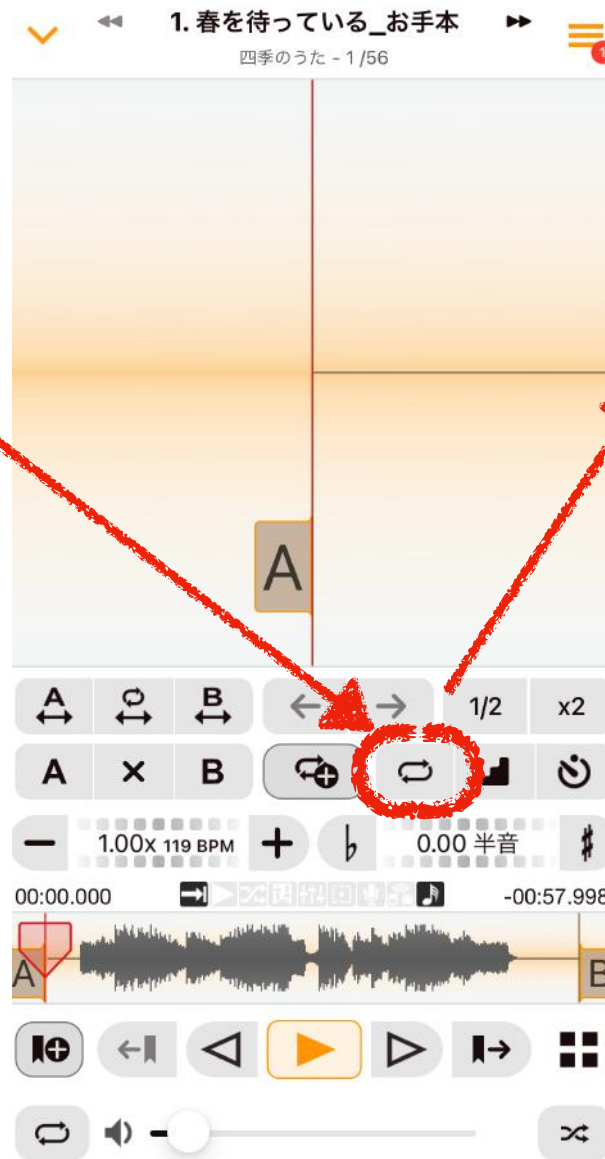 1. 春を待っている_お手本
四季のうた - 1 /56
1
A
A B 1/2 x2
A × B
1.00x 119 BPM ♭ 0.00 半音 ♯
00:00.000 -00:57.998
A B